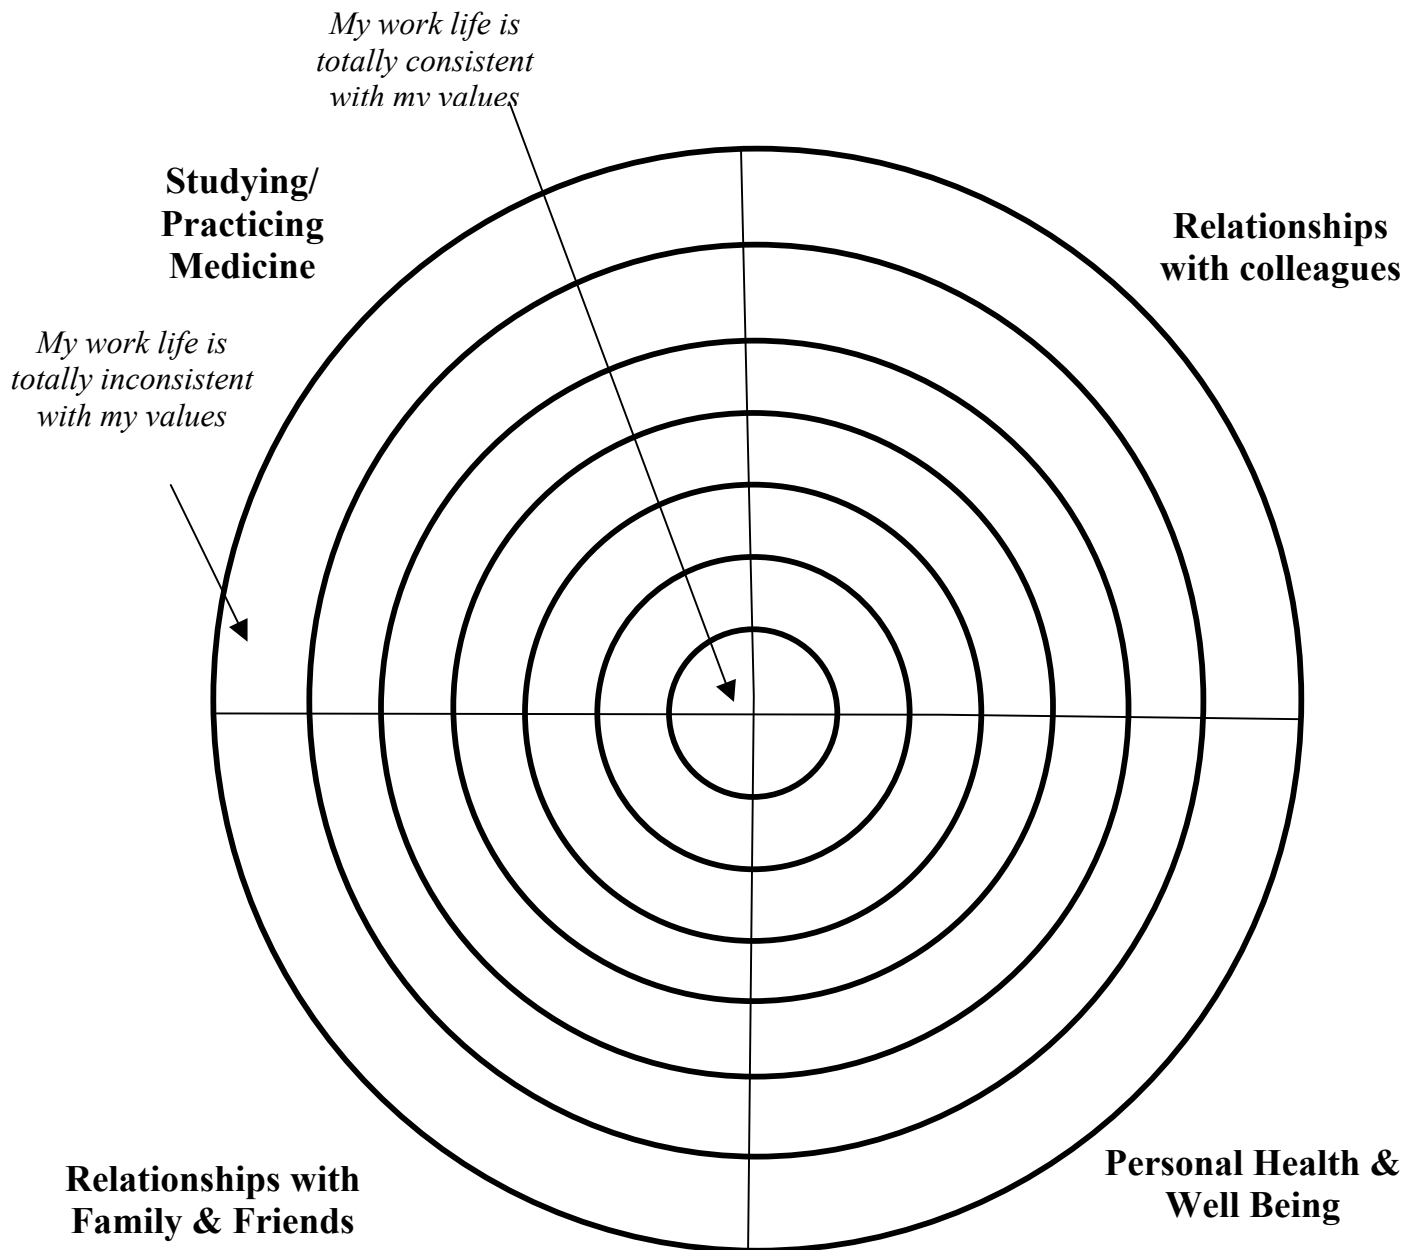 My work life is
totally consistent
with my values
Studying/
Practicing
Medicine
Relationships
with colleagues
My work life is
totally inconsistent
with my values
Relationships with
Family & Friends
Personal Health &
Well Being